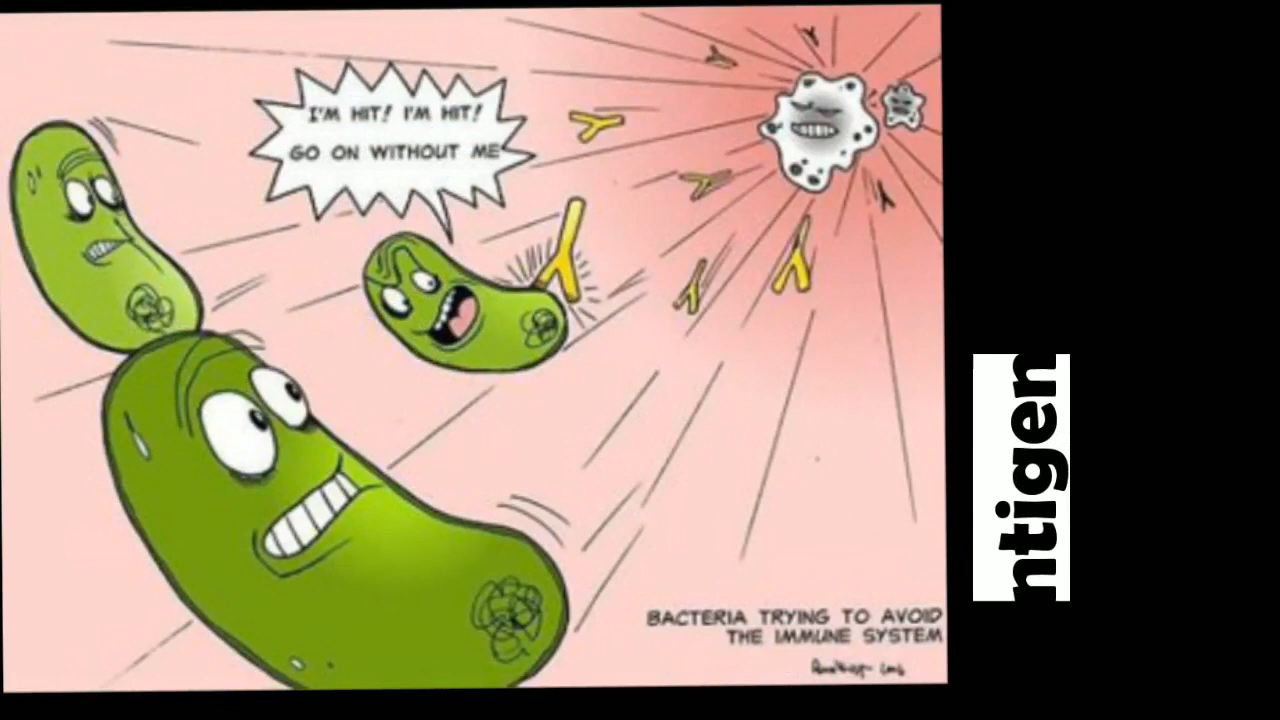 I'M HIT! I'M HIT!
GO ON WITHOUT ME
BACTERIA TRYING TO AVOID
THE IMMUNE SYSTEM
ntigen